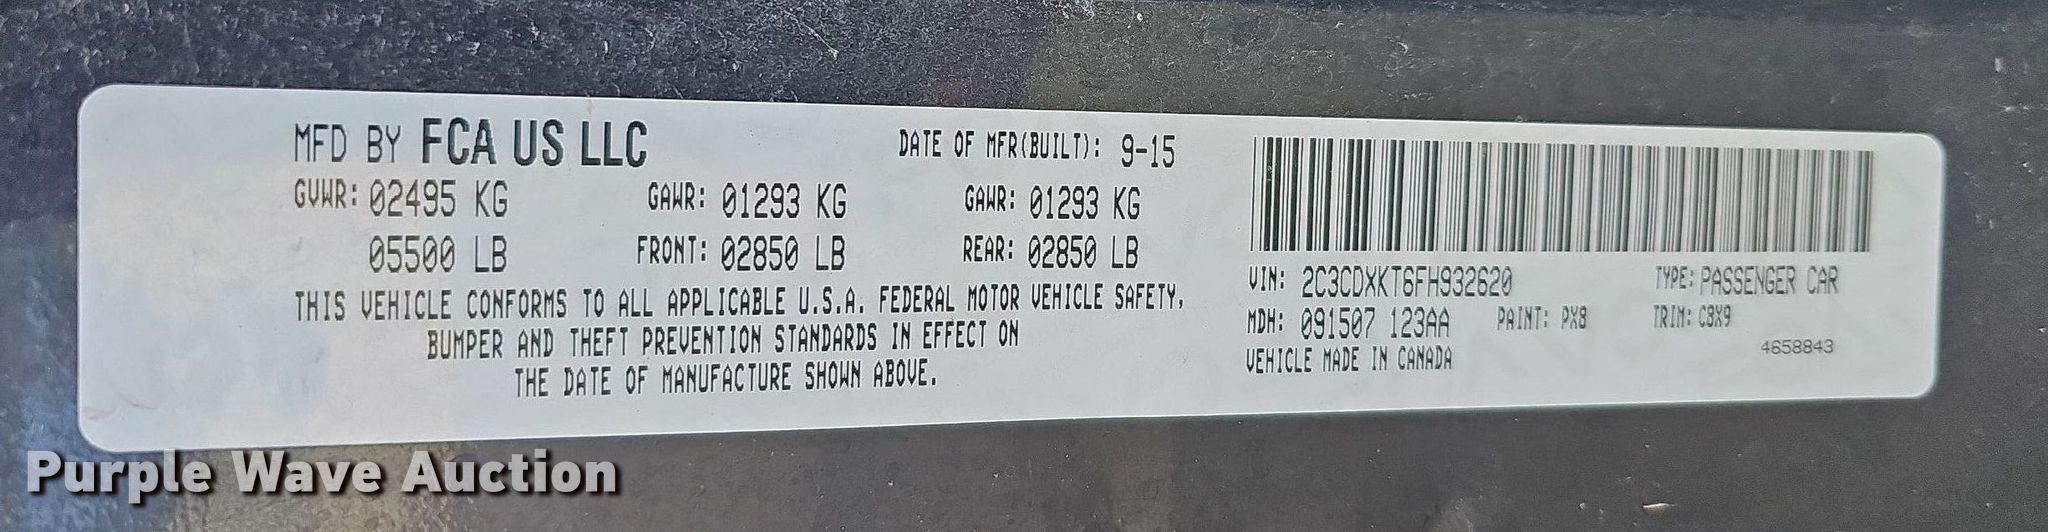 MFD BY FCA US LLC DATE OF MFR(BUILT): 9-15
GVWR: 02495 KG GAWR: 01293 KG GAWR: 01293 KG
05500 LB FRONT: 02850 LB REAR: 02850 LB
THIS VEHICLE CONFORMS TO ALL APPLICABLE U.S.A. FEDERAL MOTOR VEHICLE SAFETY,
BUMPER AND THEFT PREVENTION STANDARDS IN EFFECT ON
THE DATE OF MANUFACTURE SHOWN ABOVE.
VIN: 2C3CDXKT6FH932620 TYPE: PASSENGER CAR
MDH: 091507 123AA PAINT: PX8 TRIM: C8X9
VEHICLE MADE IN CANADA
4658843
Purple Wave Auction